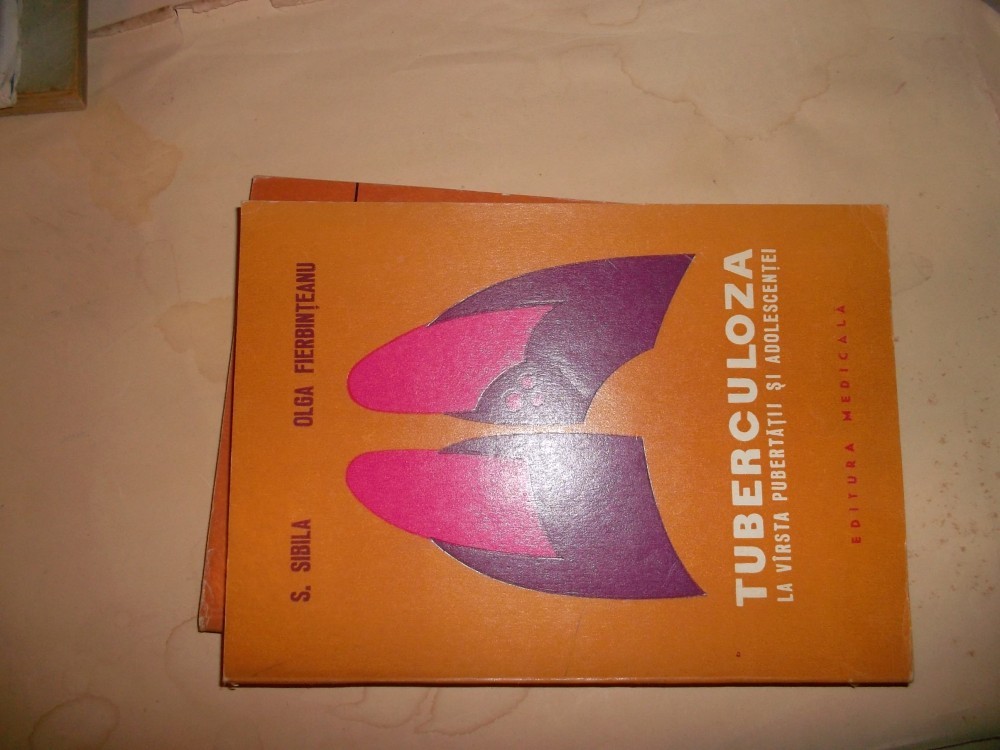 S. SIBILA OLGA FIERBINȚEANU
TUBERCULOZA
LA VÎRSTA PUBERTĂȚII ȘI ADOLESCENȚEI
EDITURA MEDICALĂ